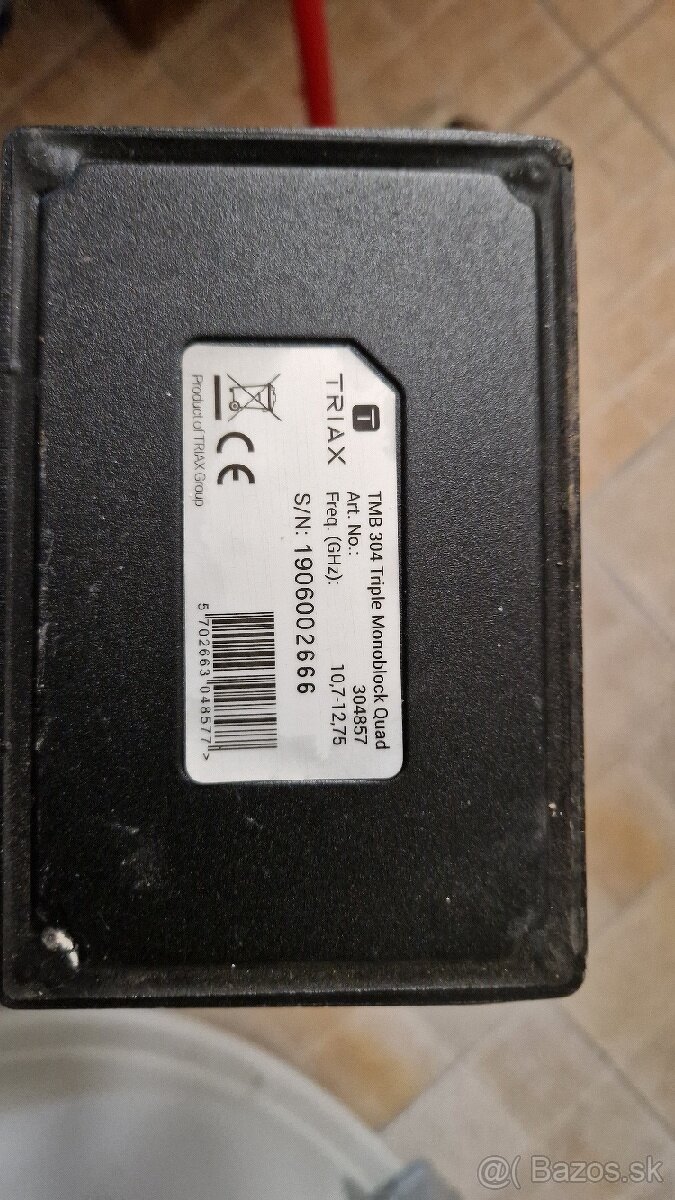 TRIAX
TMB 304 Triple Monoblock Quad
Art. No.: 304857
Freq. (GHz): 10,7-12,75
S/N: 1906002666
CE
Product of TRIAX Group
5 702663 048577 >
@( Bazos.sk